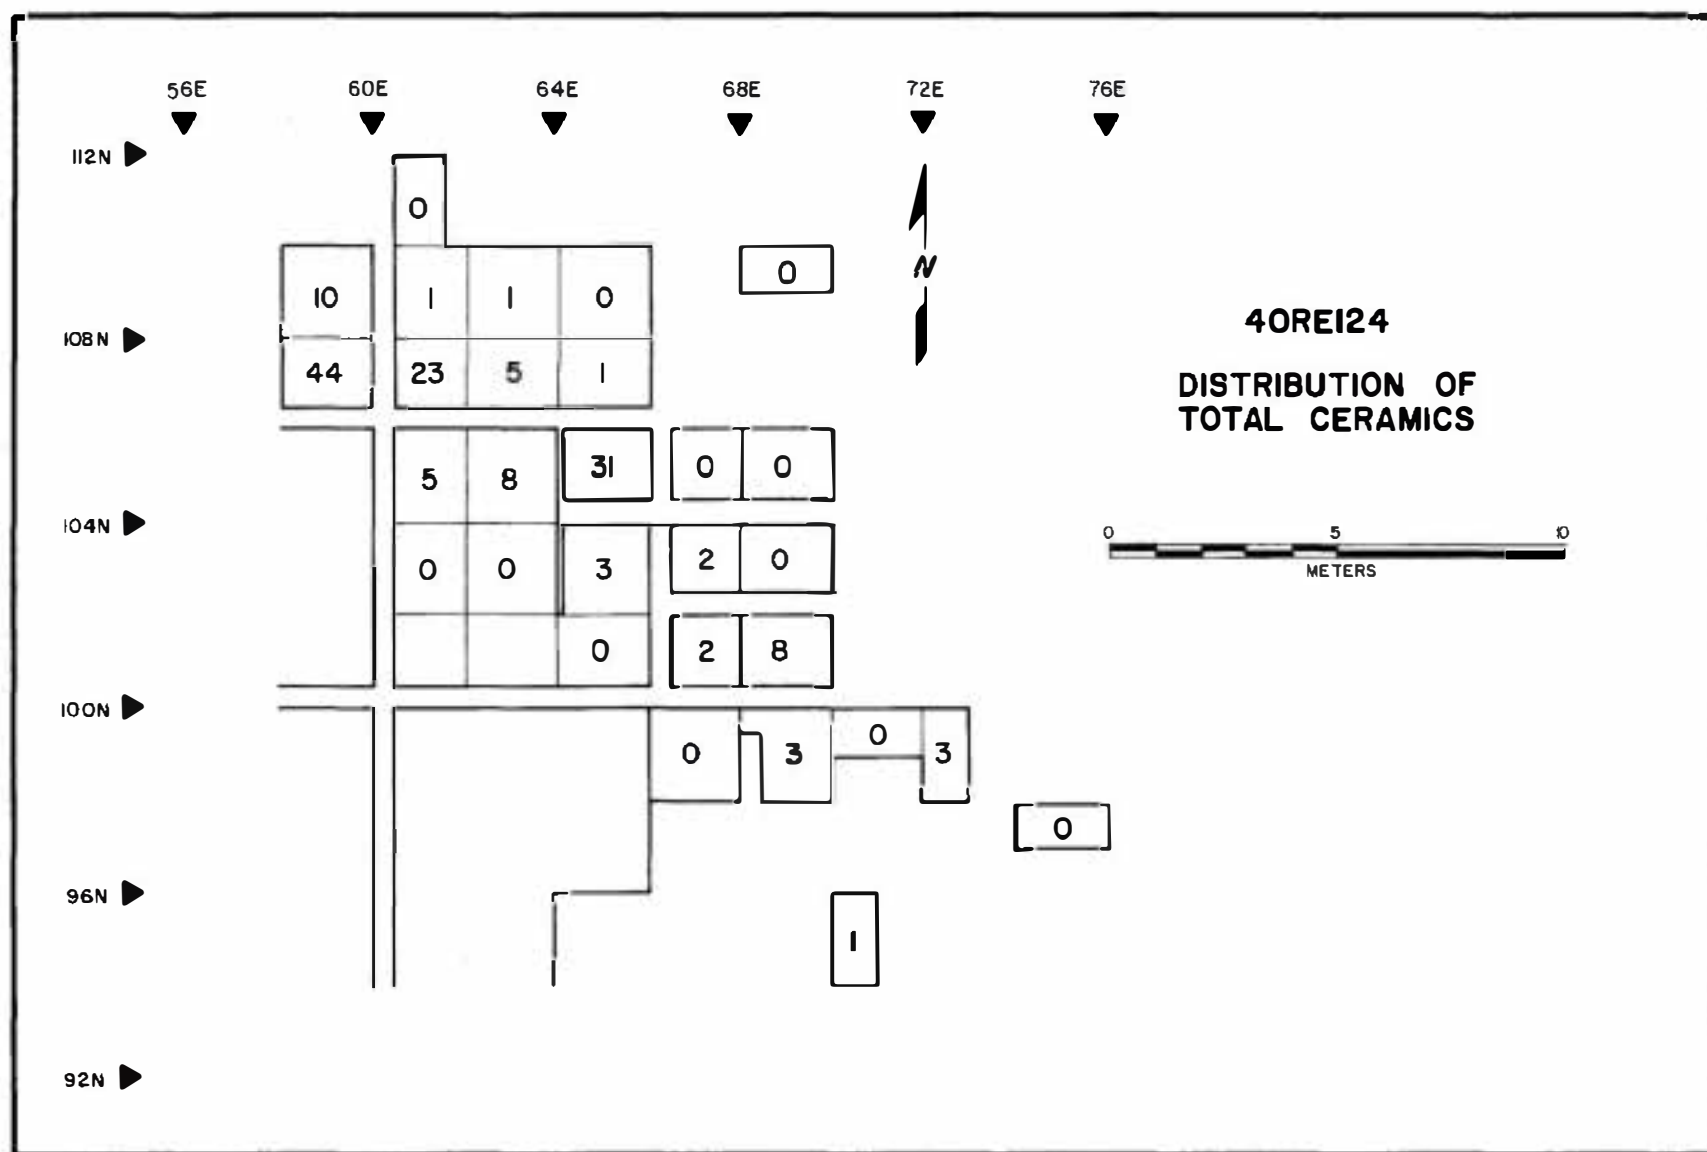 56E 60E 64E 68E 72E 76E
112N
0
10 1 1 0 0
N
108N
44 23 5 1
40RE124
DISTRIBUTION OF
TOTAL CERAMICS
5 8 31 0 0
104N
0 5 10
METERS
0 0 3 2 0
0 2 8
100N
0 3 0 3
0
96N
1
92N